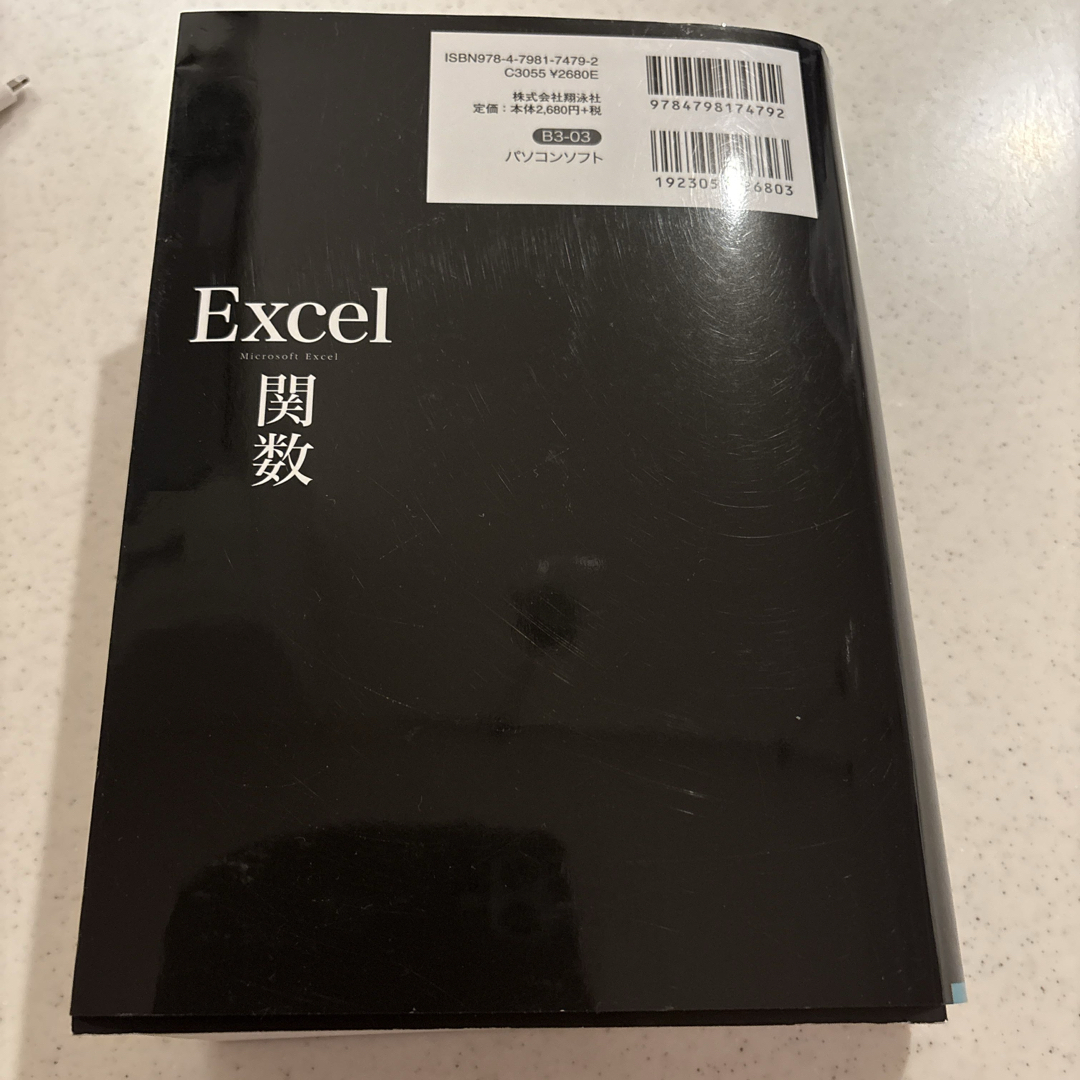 ISBN978-4-7981-7479-2
C3055 ¥2680E
株式会社翔泳社
定価：本体2,680円+税
B3-03
パソコンソフト
9784798174792
Excel
Microsoft Excel
関数